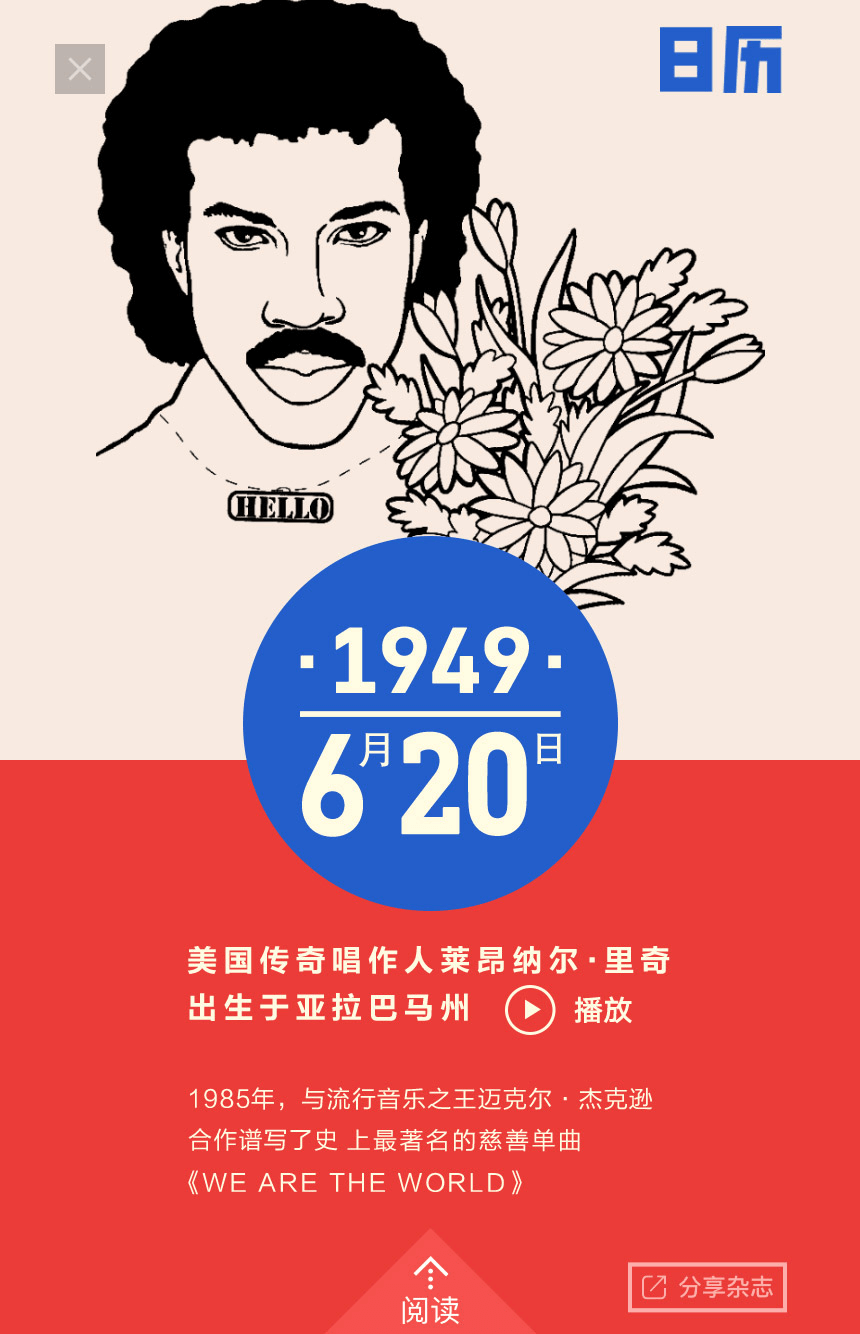 日历
HELLO
·1949·
6月20日
美国传奇唱作人莱昂纳尔·里奇
出生于亚拉巴马州 播放
1985年，与流行音乐之王迈克尔·杰克逊
合作谱写了史 上最著名的慈善单曲
《WE ARE THE WORLD》
阅读
分享杂志